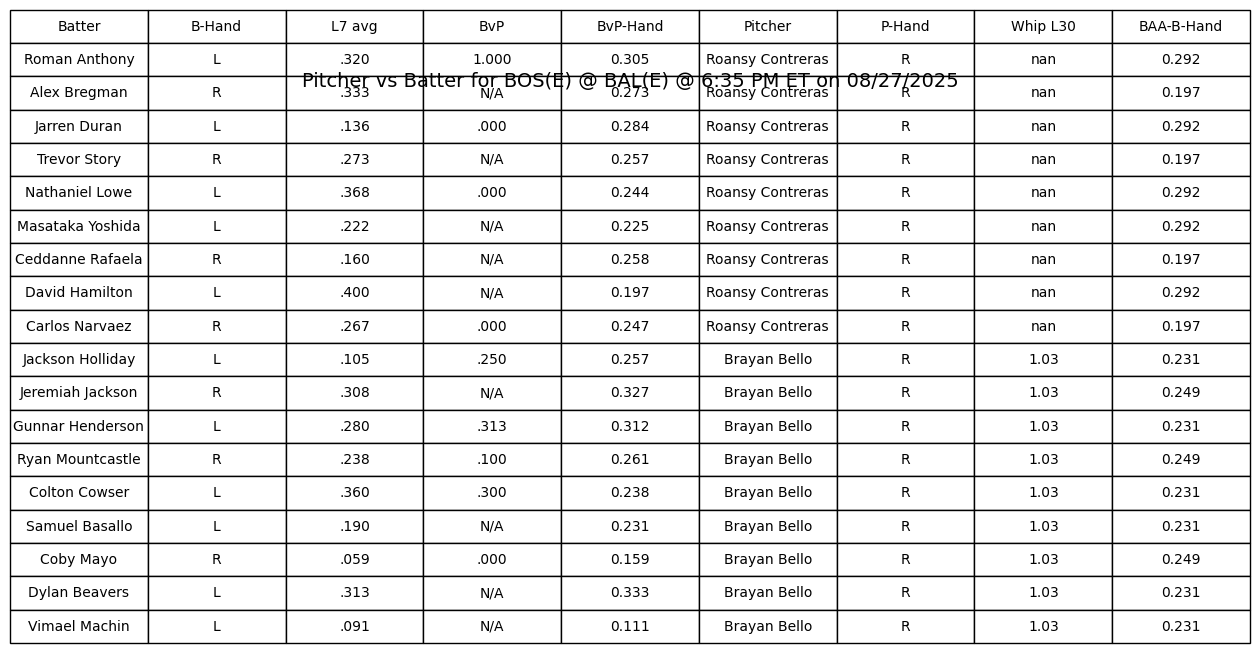 Batter B-Hand L7 avg BvP BvP-Hand Pitcher P-Hand Whip L30 BAA-B-Hand
Roman Anthony L .320 1.000 0.305 Roansy Contreras R nan 0.292
Pitcher vs Batter for BOS(E) @ BAL(E) @ 6:35 PM ET on 08/27/2025
Alex Bregman R .333 N/A 0.273 Roansy Contreras R nan 0.197
Jarren Duran L .136 .000 0.284 Roansy Contreras R nan 0.292
Trevor Story R .273 N/A 0.257 Roansy Contreras R nan 0.197
Nathaniel Lowe L .368 .000 0.244 Roansy Contreras R nan 0.292
Masataka Yoshida L .222 N/A 0.225 Roansy Contreras R nan 0.292
Ceddanne Rafaela R .160 N/A 0.258 Roansy Contreras R nan 0.197
David Hamilton L .400 N/A 0.197 Roansy Contreras R nan 0.292
Carlos Narvaez R .267 .000 0.247 Roansy Contreras R nan 0.197
Jackson Holliday L .105 .250 0.257 Brayan Bello R 1.03 0.231
Jeremiah Jackson R .308 N/A 0.327 Brayan Bello R 1.03 0.249
Gunnar Henderson L .280 .313 0.312 Brayan Bello R 1.03 0.231
Ryan Mountcastle R .238 .100 0.261 Brayan Bello R 1.03 0.249
Colton Cowser L .360 .300 0.238 Brayan Bello R 1.03 0.231
Samuel Basallo L .190 N/A 0.231 Brayan Bello R 1.03 0.231
Coby Mayo R .059 .000 0.159 Brayan Bello R 1.03 0.249
Dylan Beavers L .313 N/A 0.333 Brayan Bello R 1.03 0.231
Vimael Machin L .091 N/A 0.111 Brayan Bello R 1.03 0.231